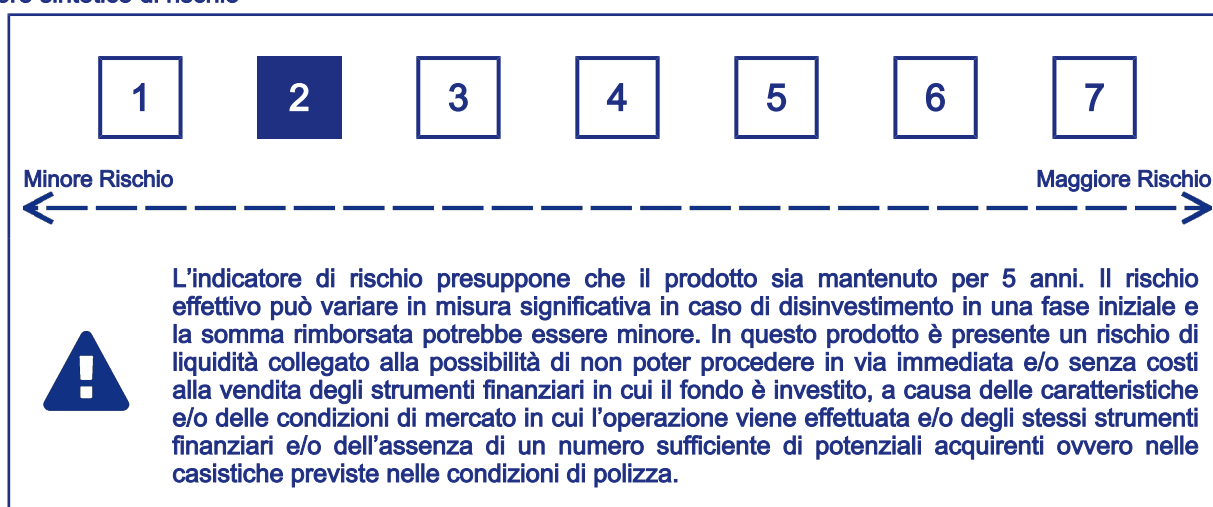 sintetico di rischio
1 2 3 4 5 6 7
Minore Rischio Maggiore Rischio
L'indicatore di rischio presuppone che il prodotto sia mantenuto per 5 anni. Il rischio
effettivo può variare in misura significativa in caso di disinvestimento in una fase iniziale e
la somma rimborsata potrebbe essere minore. In questo prodotto è presente un rischio di
liquidità collegato alla possibilità di non poter procedere in via immediata e/o senza costi
alla vendita degli strumenti finanziari in cui il fondo è investito, a causa delle caratteristiche
e/o delle condizioni di mercato in cui l'operazione viene effettuata e/o degli stessi strumenti
finanziari e/o dell'assenza di un numero sufficiente di potenziali acquirenti ovvero nelle
casistiche previste nelle condizioni di polizza.